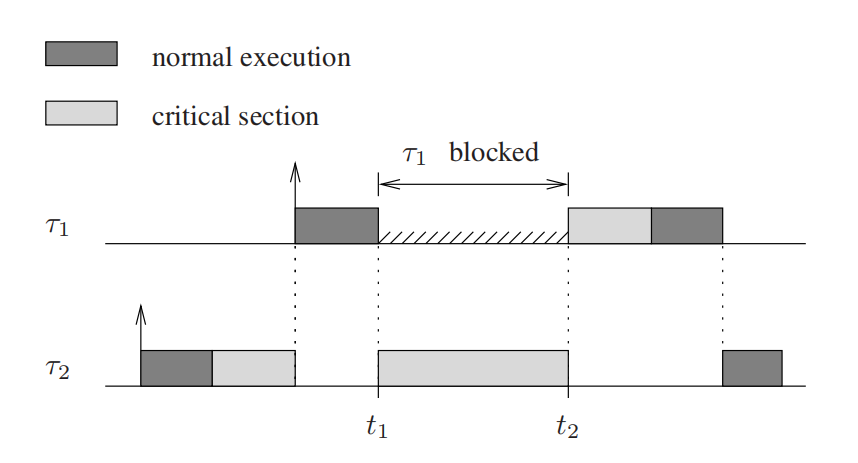 normal execution
critical section
τ1 blocked
τ1
τ2
t1 t2